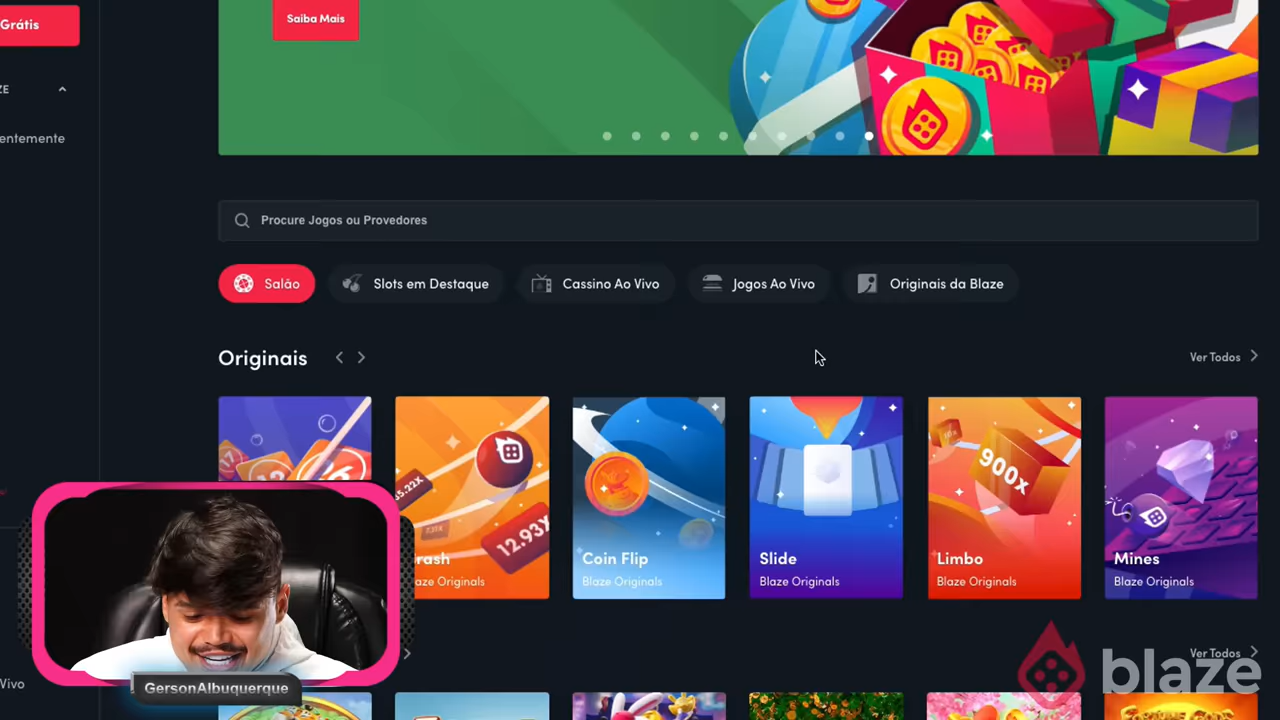 Grátis
Saiba Mais
ZE
entemente
Procure Jogos ou Provedores
Salão
Slots em Destaque
Cassino Ao Vivo
Jogos Ao Vivo
Originais da Blaze
Originais
Ver Todos
900x
12.93X
rash
aze Originals
Coin Flip
Blaze Originals
Slide
Blaze Originals
Limbo
Blaze Originals
Mines
Blaze Originals
Ver Todos
blaze
Vivo
GersonAlbuquerque